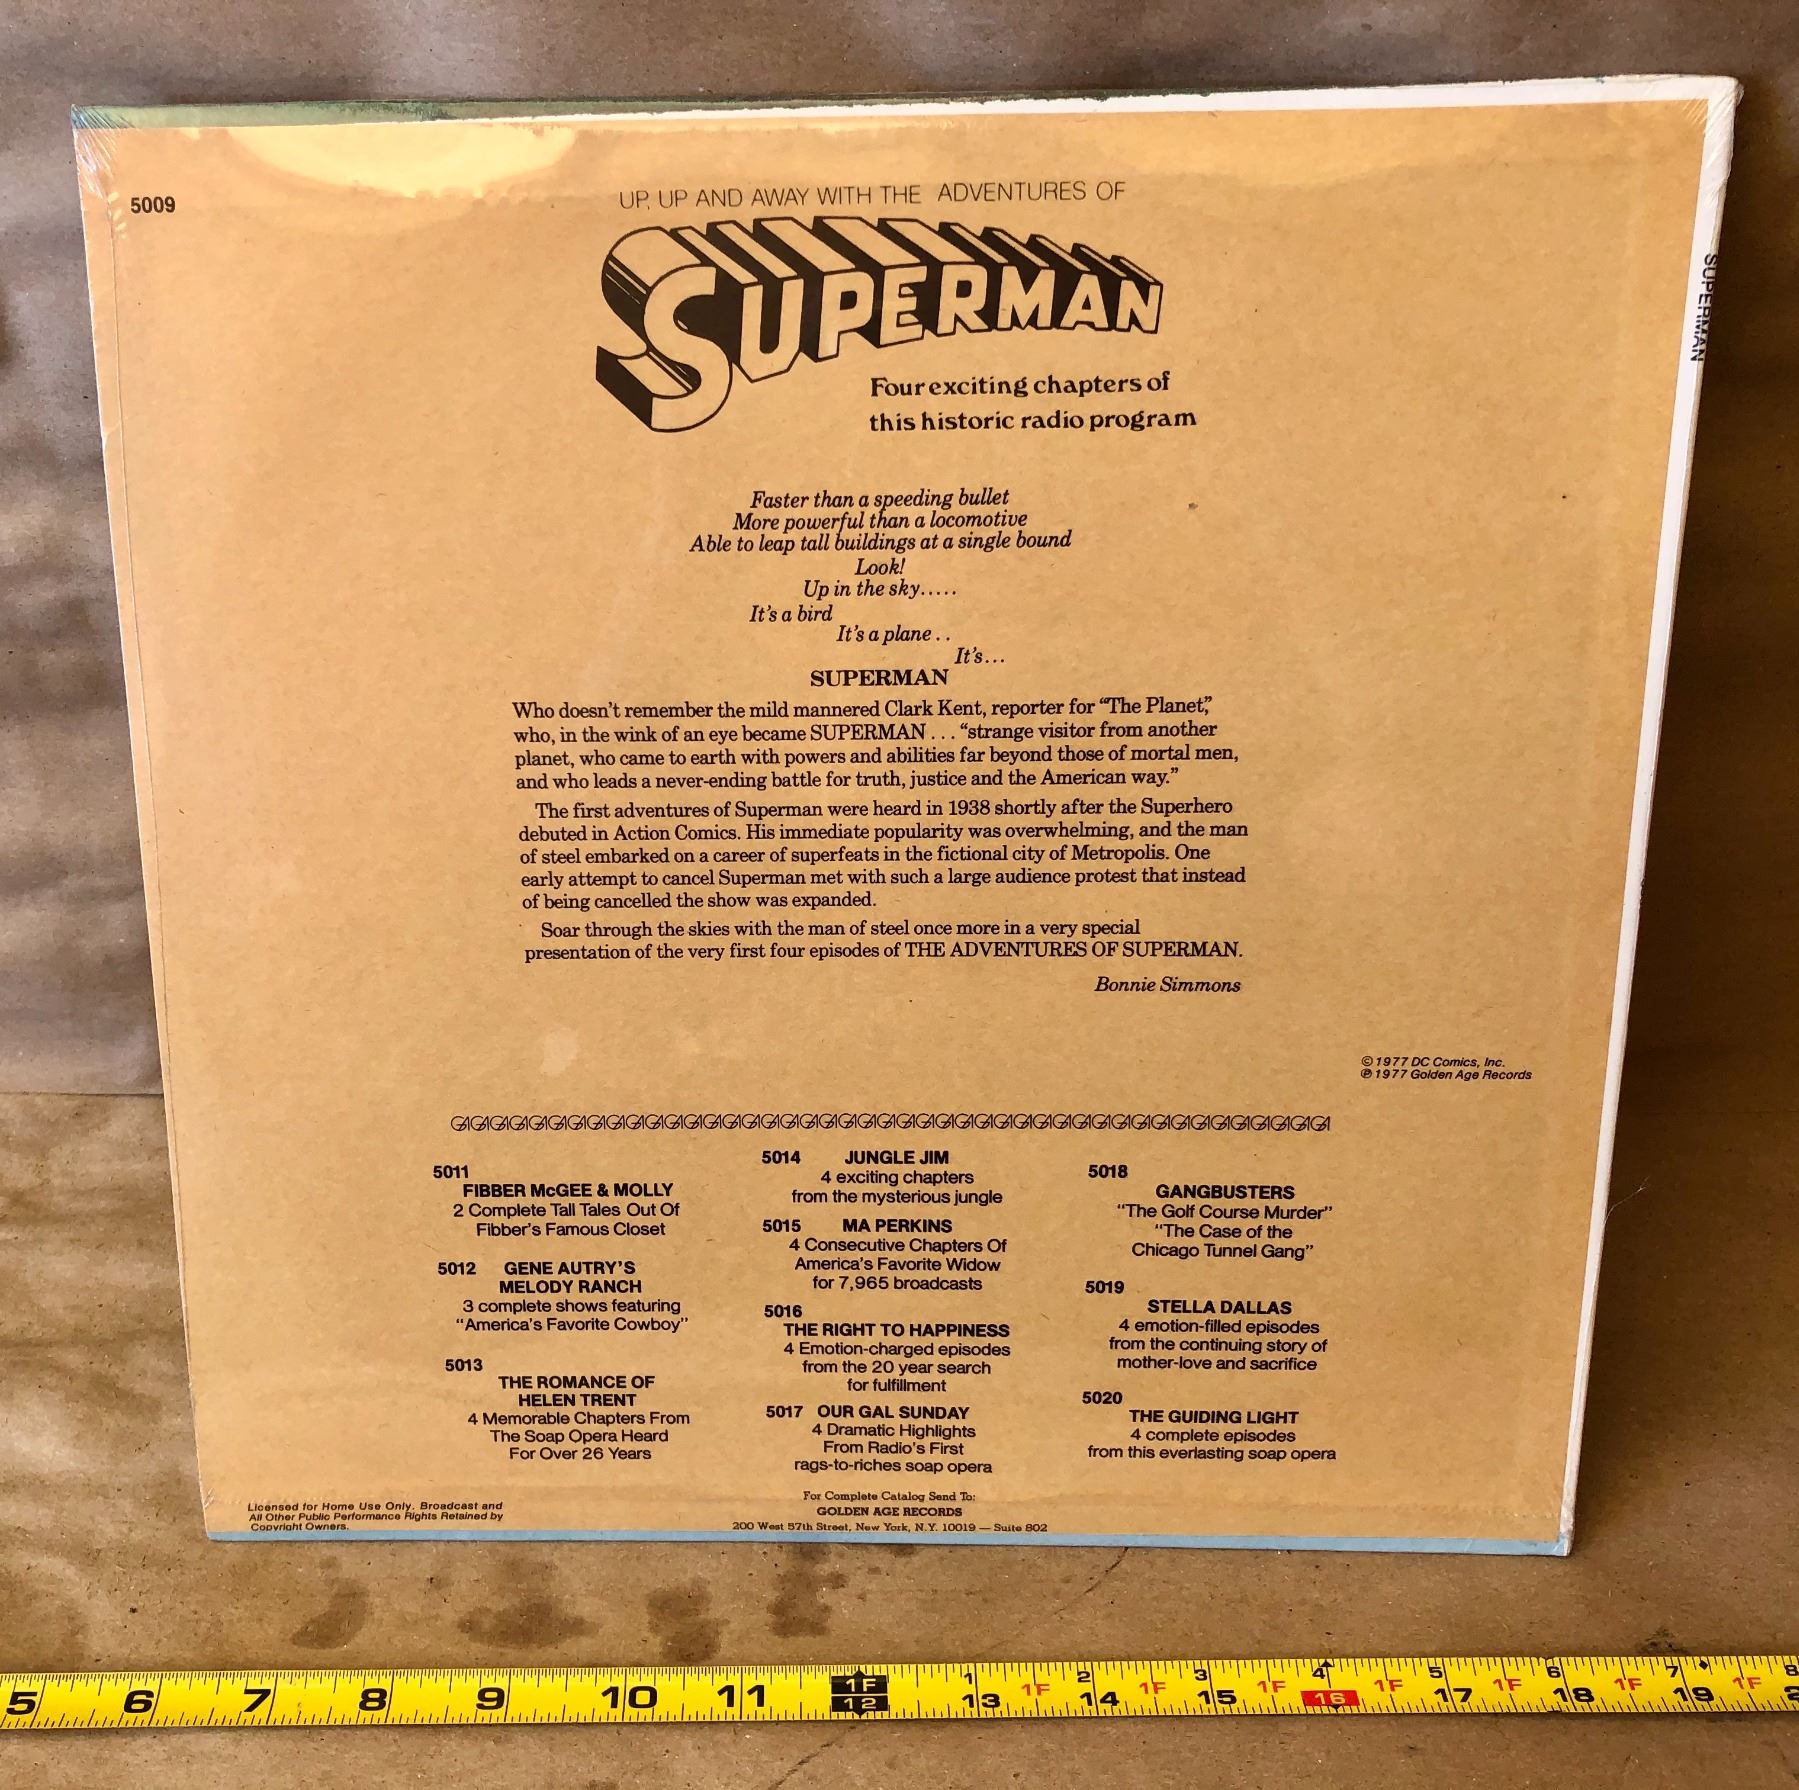 5009
UP, UP AND AWAY WITH THE ADVENTURES OF
SUPERMAN
Four exciting chapters of
this historic radio program
Faster than a speeding bullet
More powerful than a locomotive
Able to leap tall buildings at a single bound
Look!
Up in the sky.....
It's a bird
It's a plane . .
It's...
SUPERMAN
Who doesn't remember the mild mannered Clark Kent, reporter for "The Planet,"
who, in the wink of an eye became SUPERMAN . . . "strange visitor from another
planet, who came to earth with powers and abilities far beyond those of mortal men,
and who leads a never-ending battle for truth, justice and the American way."
The first adventures of Superman were heard in 1938 shortly after the Superhero
debuted in Action Comics. His immediate popularity was overwhelming, and the man
of steel embarked on a career of superfeats in the fictional city of Metropolis. One
early attempt to cancel Superman met with such a large audience protest that instead
of being cancelled the show was expanded.
Soar through the skies with the man of steel once more in a very special
presentation of the very first four episodes of THE ADVENTURES OF SUPERMAN.
Bonnie Simmons
© 1977 DC Comics, Inc.
℗ 1977 Golden Age Records
5011
FIBBER McGEE & MOLLY
2 Complete Tall Tales Out Of
Fibber's Famous Closet
5012 GENE AUTRY'S
MELODY RANCH
3 complete shows featuring
"America's Favorite Cowboy"
5013
THE ROMANCE OF
HELEN TRENT
4 Memorable Chapters From
The Soap Opera Heard
For Over 26 Years
5014 JUNGLE JIM
4 exciting chapters
from the mysterious jungle
5015 MA PERKINS
4 Consecutive Chapters Of
America's Favorite Widow
for 7,965 broadcasts
5016
THE RIGHT TO HAPPINESS
4 Emotion-charged episodes
from the 20 year search
for fulfillment
5017 OUR GAL SUNDAY
4 Dramatic Highlights
From Radio's First
rags-to-riches soap opera
5018
GANGBUSTERS
"The Golf Course Murder"
"The Case of the
Chicago Tunnel Gang"
5019
STELLA DALLAS
4 emotion-filled episodes
from the continuing story of
mother-love and sacrifice
5020
THE GUIDING LIGHT
4 complete episodes
from this everlasting soap opera
Licensed for Home Use Only. Broadcast and
All Other Public Performance Rights Retained by
Copyright Owners.
For Complete Catalog Send To:
GOLDEN AGE RECORDS
200 West 57th Street, New York, N.Y. 10019 — Suite 802
SUPERMAN
1F 1 2 3 4 5 6 7 8
5 6 7 8 9 10 11 12 13 1F 14 1F 15 1F 16 1F 17 1F 18 1F 19 1F